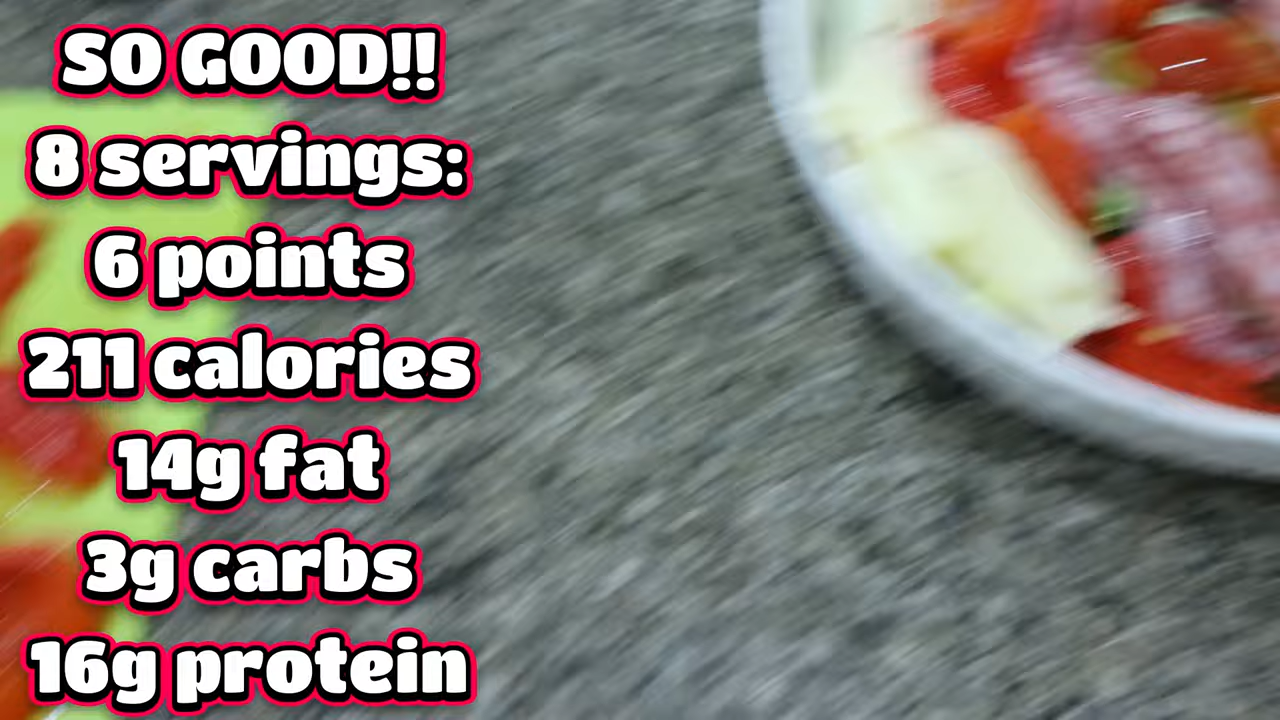 SO GOOD!!
8 servings:
6 points
211 calories
14g fat
3g carbs
16g protein